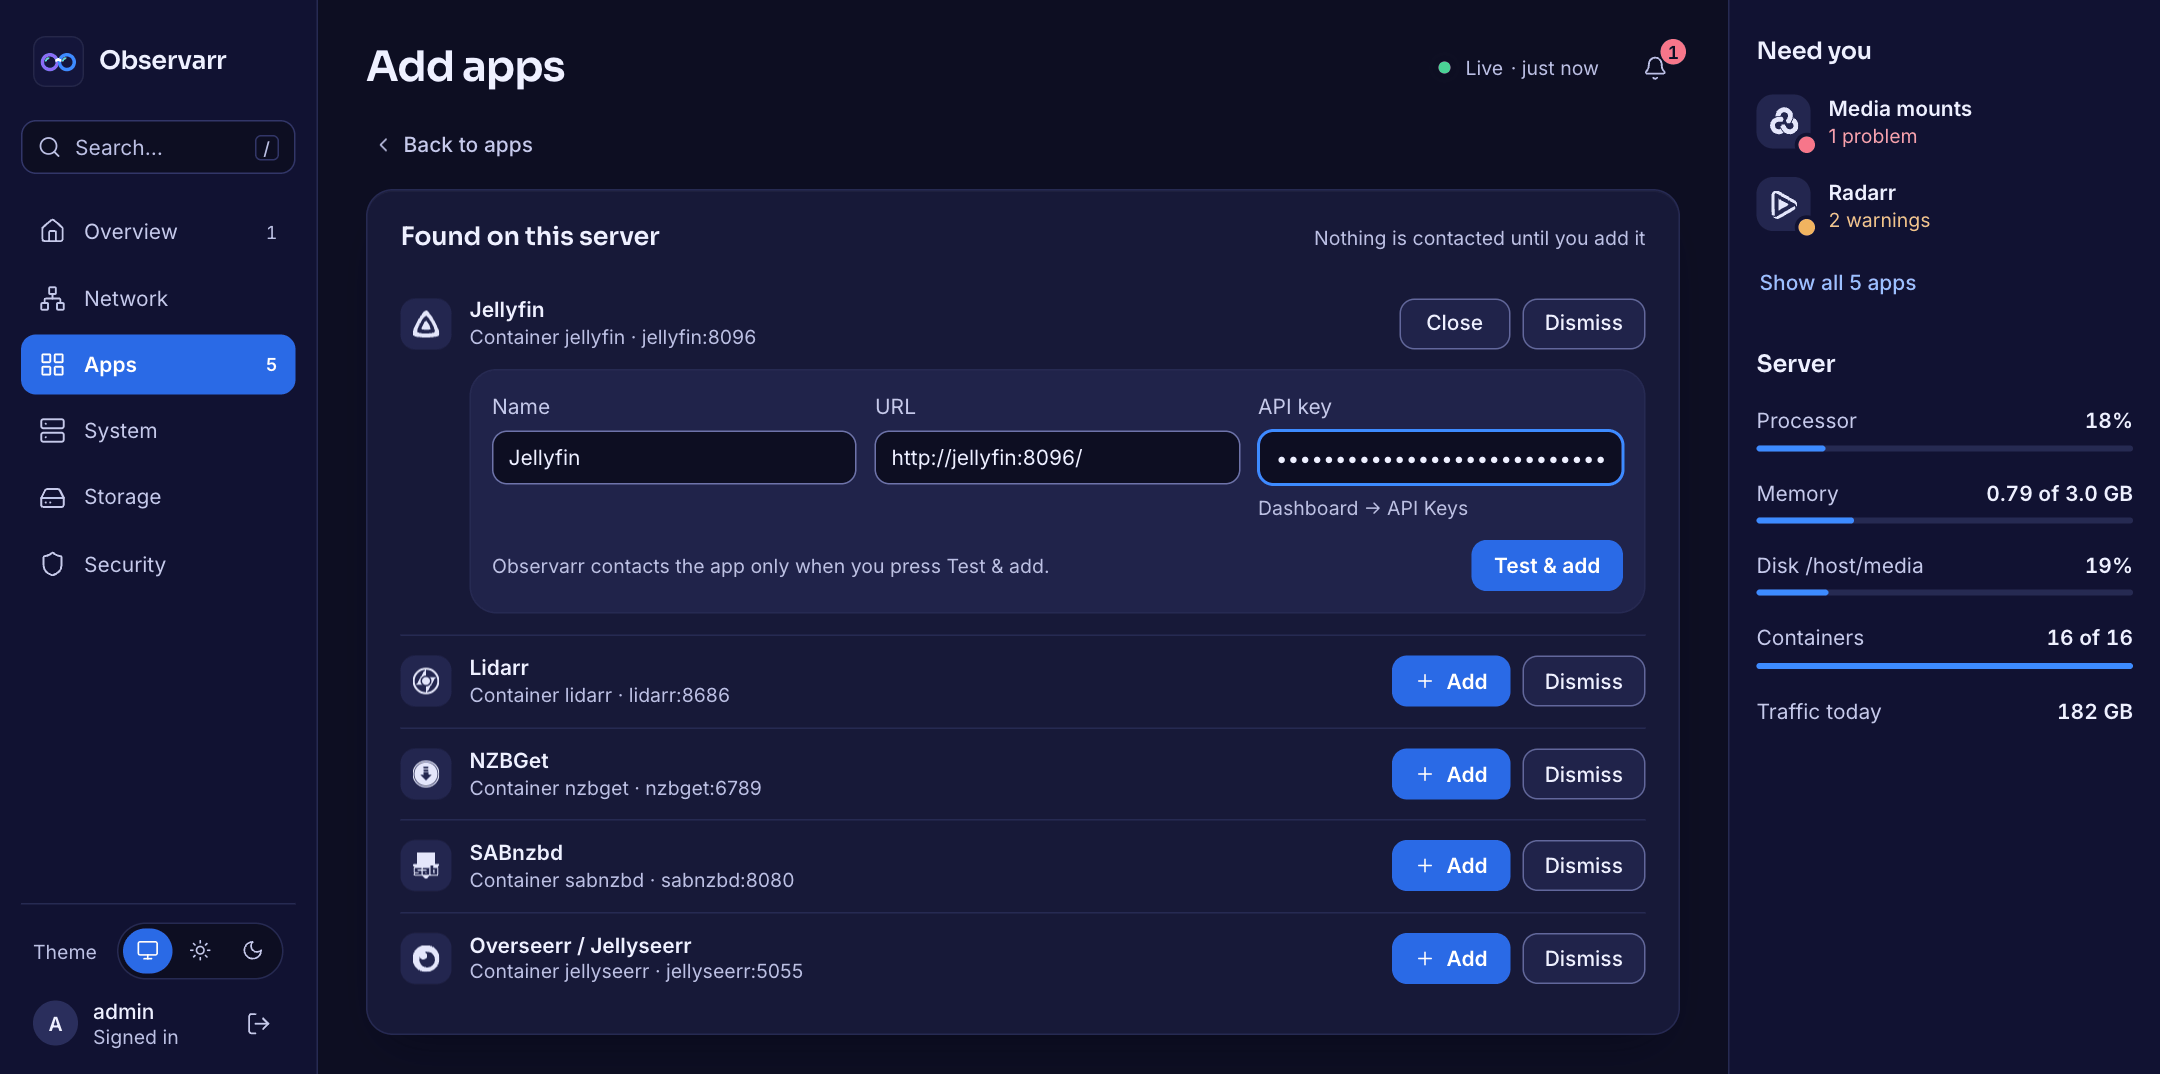 Observarr
Search...
/
Overview 1
Network
Apps 5
System
Storage
Security
Theme
A
admin
Signed in
Add apps
Live · just now
1
Back to apps
Found on this server
Nothing is contacted until you add it
Jellyfin
Container jellyfin · jellyfin:8096
Close
Dismiss
Name
URL
API key
Jellyfin
http://jellyfin:8096/
••••••••••••••••••••••••••••
Dashboard → API Keys
Observarr contacts the app only when you press Test & add.
Test & add
Lidarr
Container lidarr · lidarr:8686
+ Add
Dismiss
NZBGet
Container nzbget · nzbget:6789
+ Add
Dismiss
SABnzbd
Container sabnzbd · sabnzbd:8080
+ Add
Dismiss
Overseerr / Jellyseerr
Container jellyseerr · jellyseerr:5055
+ Add
Dismiss
Need you
Media mounts
1 problem
Radarr
2 warnings
Show all 5 apps
Server
Processor 18%
Memory 0.79 of 3.0 GB
Disk /host/media 19%
Containers 16 of 16
Traffic today 182 GB